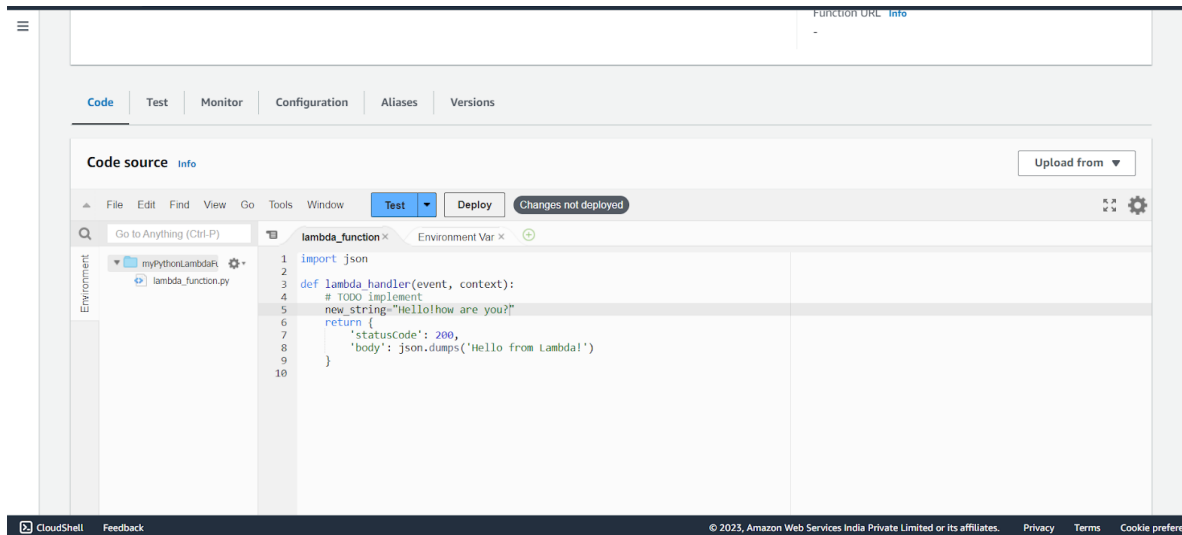 Function URL Info
-
Code Test Monitor Configuration Aliases Versions
Code source Info
Upload from
File Edit Find View Go Tools Window Test Deploy Changes not deployed
Go to Anything (Ctrl-P)
lambda_function × Environment Var ×
Environment
myPythonLambdaFu
lambda_function.py
1 import json
2
3 def lambda_handler(event, context):
4 # TODO implement
5 new_string="Hello!how are you?"
6 return {
7 'statusCode': 200,
8 'body': json.dumps('Hello from Lambda!')
9 }
10
CloudShell Feedback © 2023, Amazon Web Services India Private Limited or its affiliates. Privacy Terms Cookie prefere